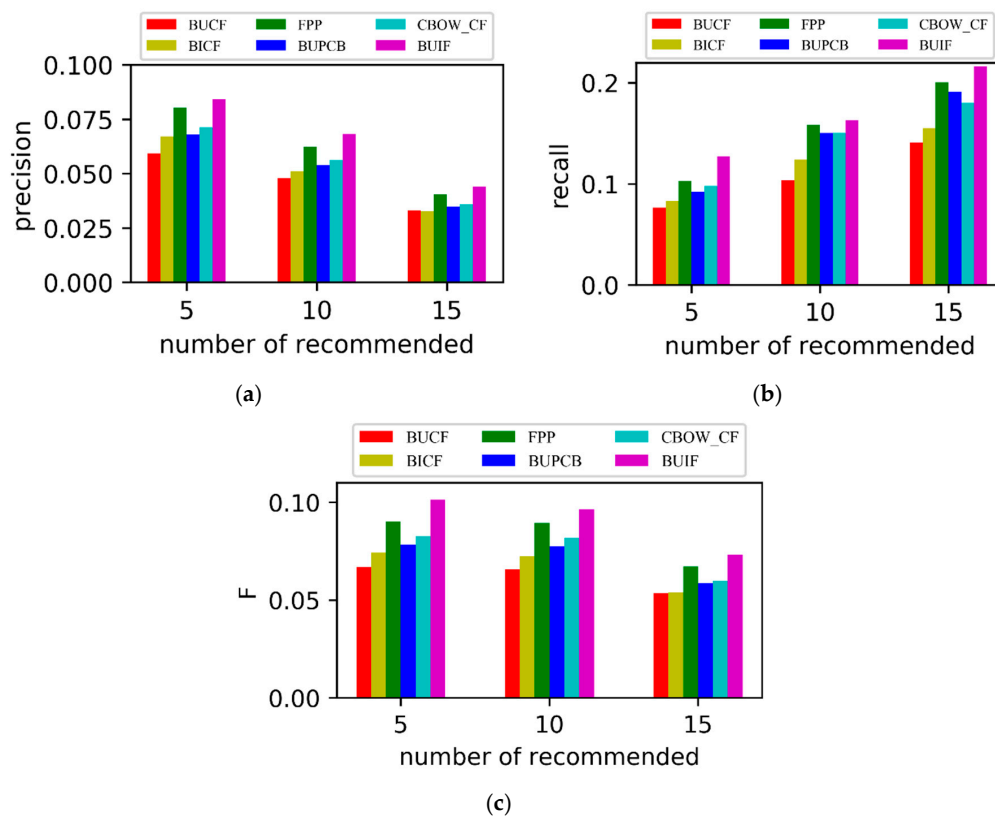 BUCF FPP CBOW_CF
BICF BUPCB BUIF
0.100
0.075
0.050
0.025
0.000
precision
5 10 15
number of recommended
(a)
BUCF FPP CBOW_CF
BICF BUPCB BUIF
0.2
0.1
0.0
recall
5 10 15
number of recommended
(b)
BUCF FPP CBOW_CF
BICF BUPCB BUIF
0.10
0.05
0.00
F
5 10 15
number of recommended
(c)